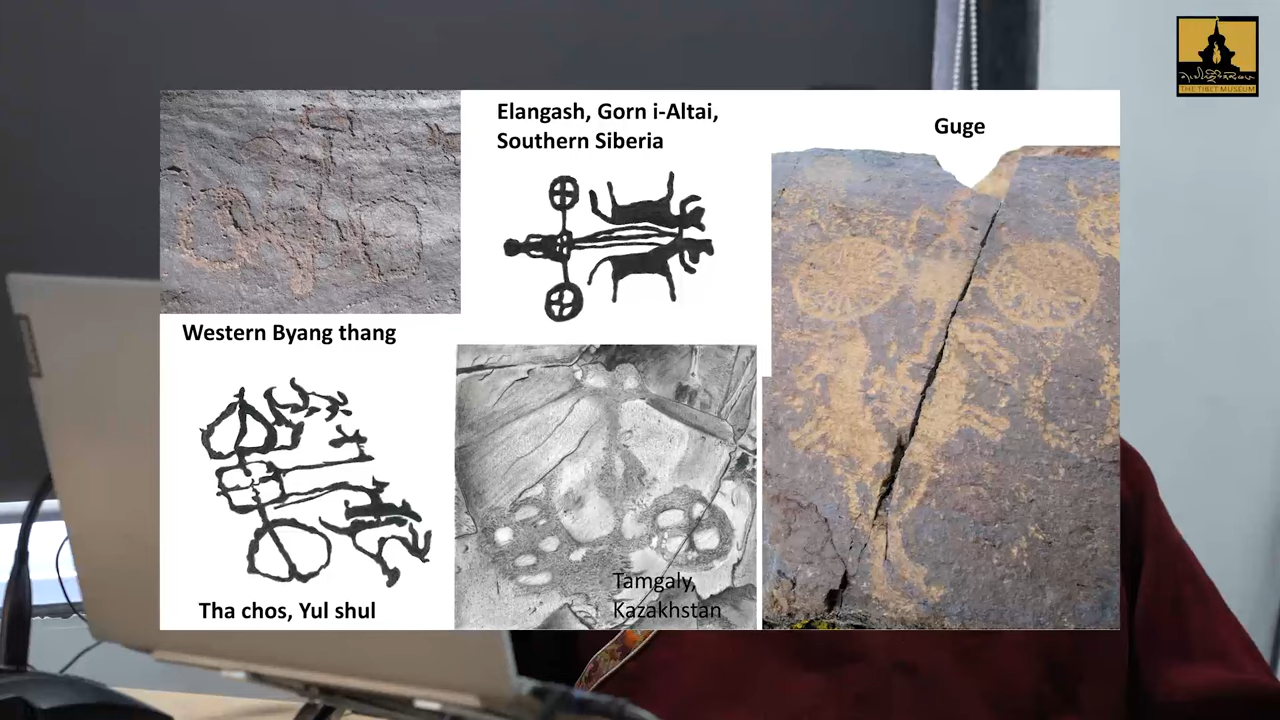 Elangash, Gorn i-Altai,
Southern Siberia
Guge
Western Byang thang
Tamgaly,
Kazakhstan
Tha chos, Yul shul
THE TIBET MUSEUM